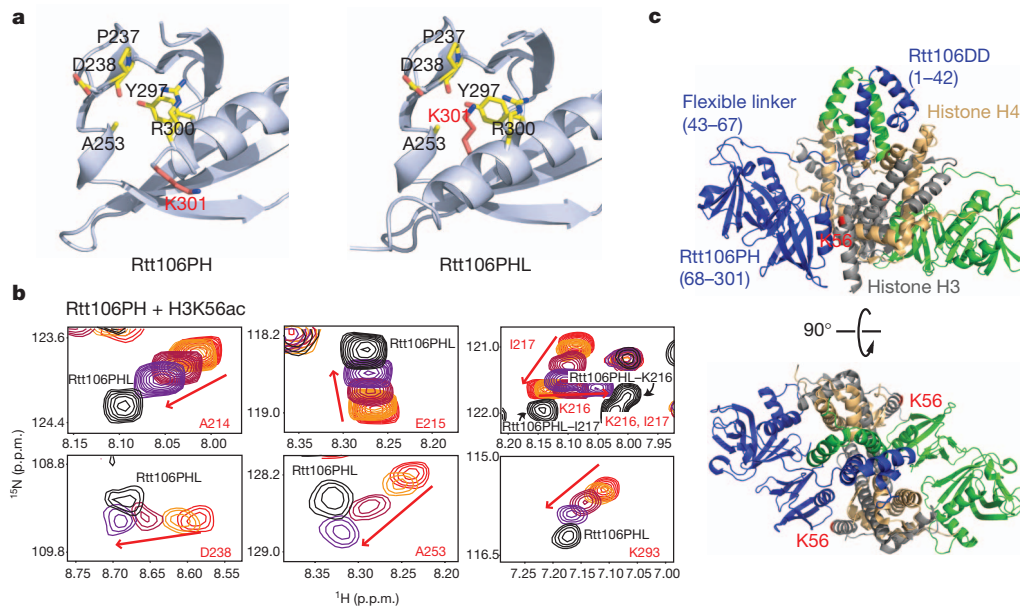 a
P237
D238
Y297
R300
A253
K301
Rtt106PH
P237
D238
Y297
K301
R300
A253
Rtt106PHL
b
Rtt106PH + H3K56ac
123.6
124.4
8.15 8.10 8.05 8.00
Rtt106PHL
A214
118.2
119.0
8.35 8.30 8.25 8.20
Rtt106PHL
E215
121.0
122.0
8.20 8.15 8.10 8.05 8.00 7.95
I217
Rtt106PHL–K216
K216
K216, I217
Rtt106PHL–I217
108.8
109.8
8.75 8.70 8.65 8.60 8.55
Rtt106PHL
D238
128.2
129.0
8.35 8.30 8.25 8.20
Rtt106PHL
A253
115.0
116.5
7.25 7.20 7.15 7.10 7.05 7.00
Rtt106PHL
K293
15N (p.p.m.)
1H (p.p.m.)
c
Rtt106DD
(1–42)
Flexible linker
(43–67)
Histone H4
K56
Rtt106PH
(68–301)
Histone H3
90°
K56
K56